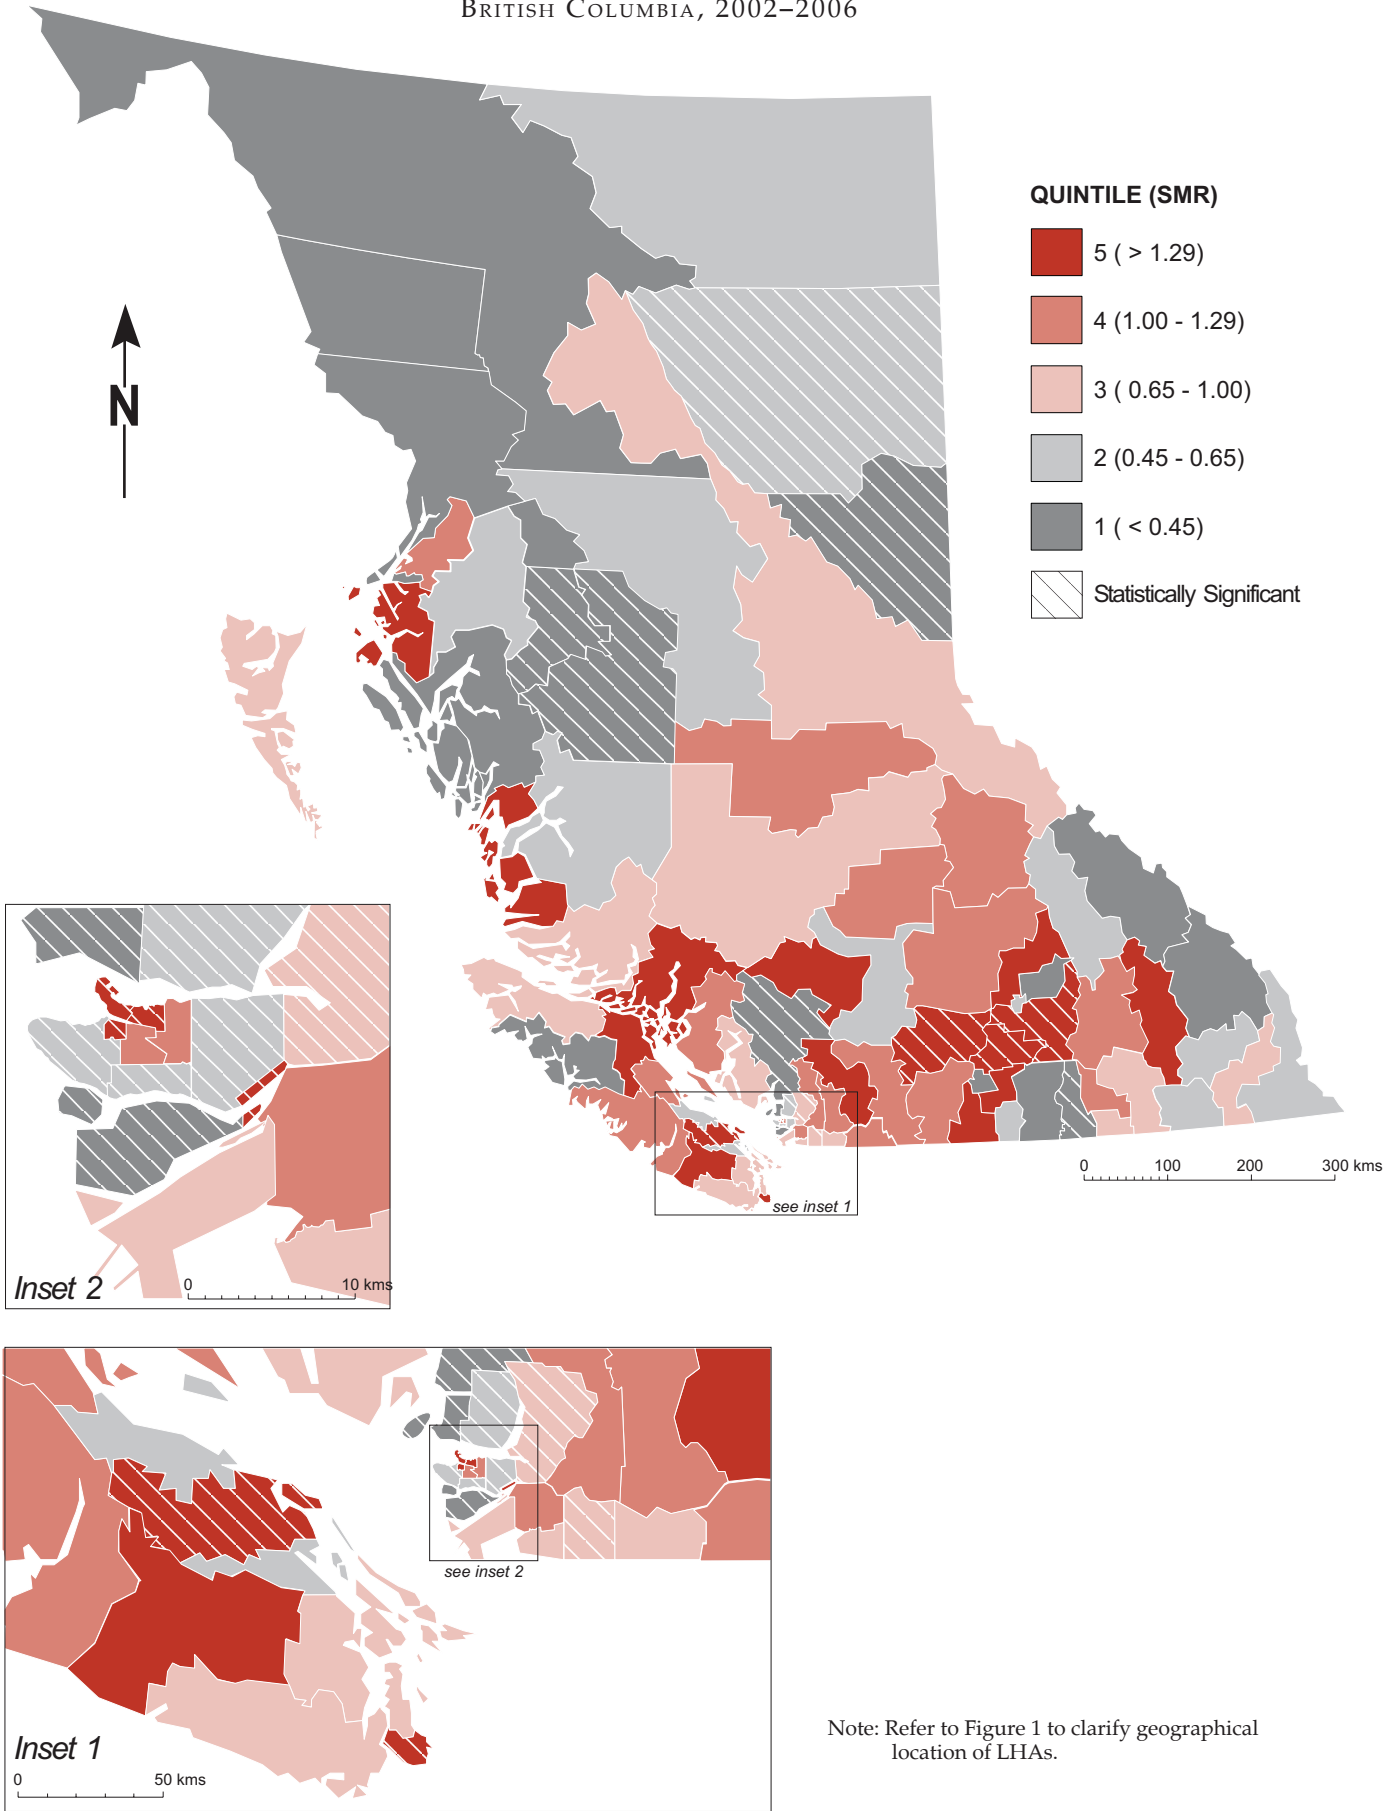 BRITISH COLUMBIA, 2002–2006
QUINTILE (SMR)
5 ( > 1.29)
4 (1.00 - 1.29)
3 ( 0.65 - 1.00)
2 (0.45 - 0.65)
1 ( < 0.45)
Statistically Significant
N
0 100 200 300 kms
see inset 1
Inset 2
0 10 kms
see inset 2
Inset 1
0 50 kms
Note: Refer to Figure 1 to clarify geographical
location of LHAs.